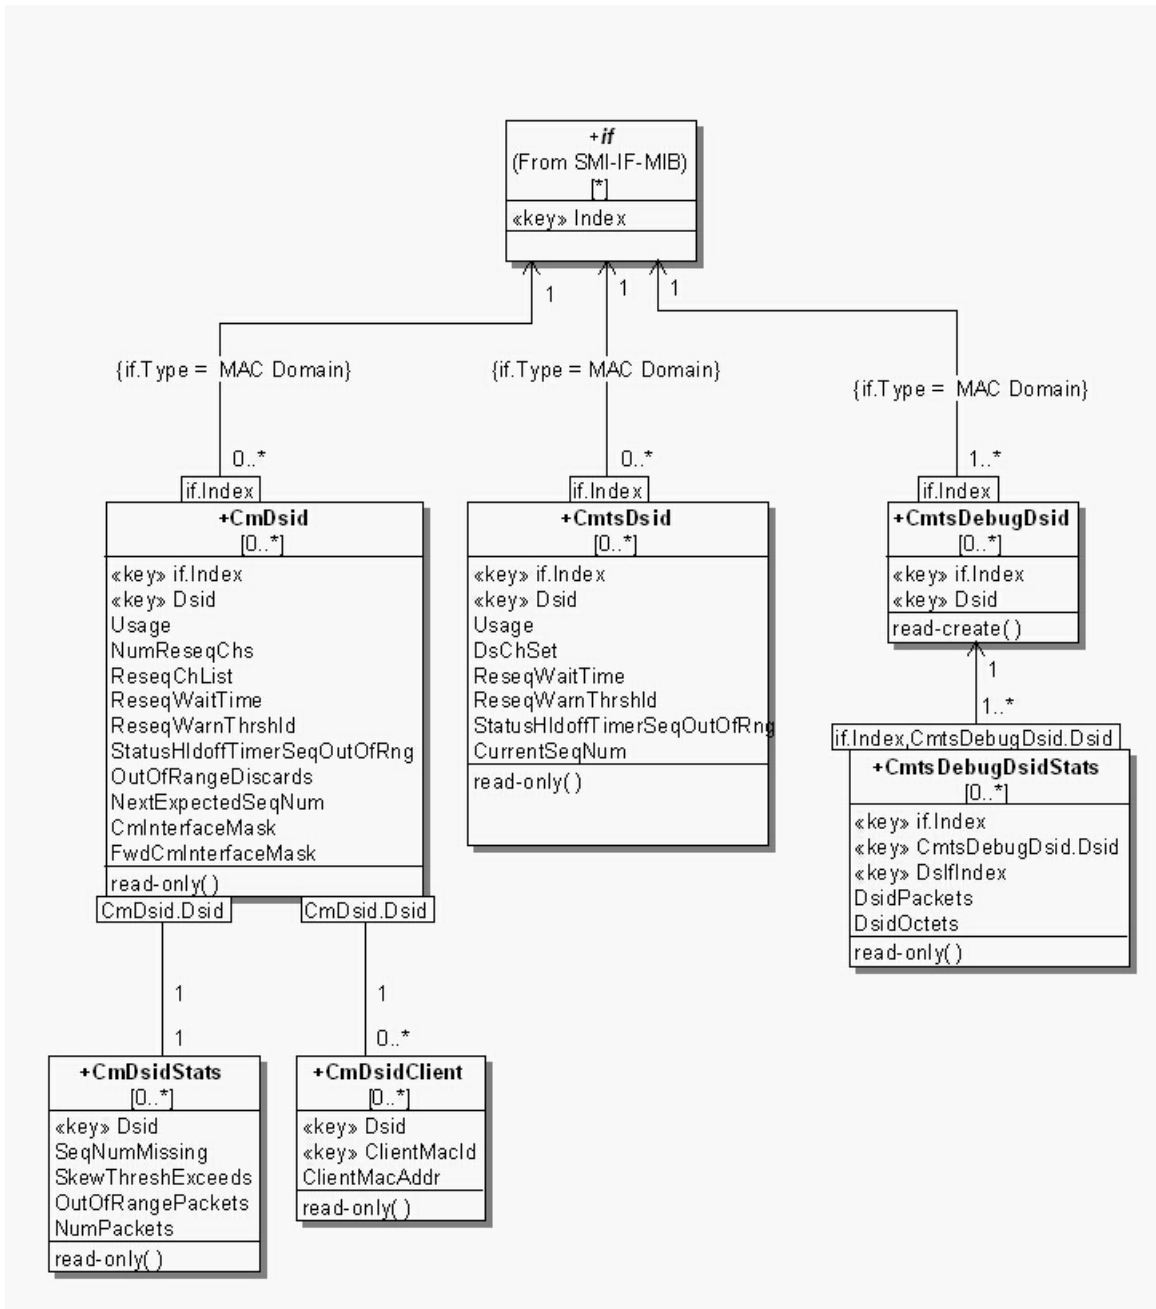 +if
(From SMI-IF-MIB)
[*]
«key» Index
1
1
1
{if.Type = MAC Domain}
{if.Type = MAC Domain}
{if.Type = MAC Domain}
0..*
0..*
1..*
if.Index
+CmDsid
[0..*]
«key» if.Index
«key» Dsid
Usage
NumReseqChs
ReseqChList
ReseqWaitTime
ReseqWarnThrshld
StatusHldoffTimerSeqOutOfRng
OutOfRangeDiscards
NextExpectedSeqNum
CmInterfaceMask
FwdCmInterfaceMask
read-only()
if.Index
+CmtsDsid
[0..*]
«key» if.Index
«key» Dsid
Usage
DsChSet
ReseqWaitTime
ReseqWarnThrshld
StatusHldoffTimerSeqOutOfRng
CurrentSeqNum
read-only()
if.Index
+CmtsDebugDsid
[0..*]
«key» if.Index
«key» Dsid
read-create()
1
1..*
if.Index,CmtsDebugDsid.Dsid
+CmtsDebugDsidStats
[0..*]
«key» if.Index
«key» CmtsDebugDsid.Dsid
«key» DsIfIndex
DsidPackets
DsidOctets
read-only()
CmDsid.Dsid
CmDsid.Dsid
1
1
1
0..*
+CmDsidStats
[0..*]
«key» Dsid
SeqNumMissing
SkewThreshExceeds
OutOfRangePackets
NumPackets
read-only()
+CmDsidClient
[0..*]
«key» Dsid
«key» ClientMacId
ClientMacAddr
read-only()